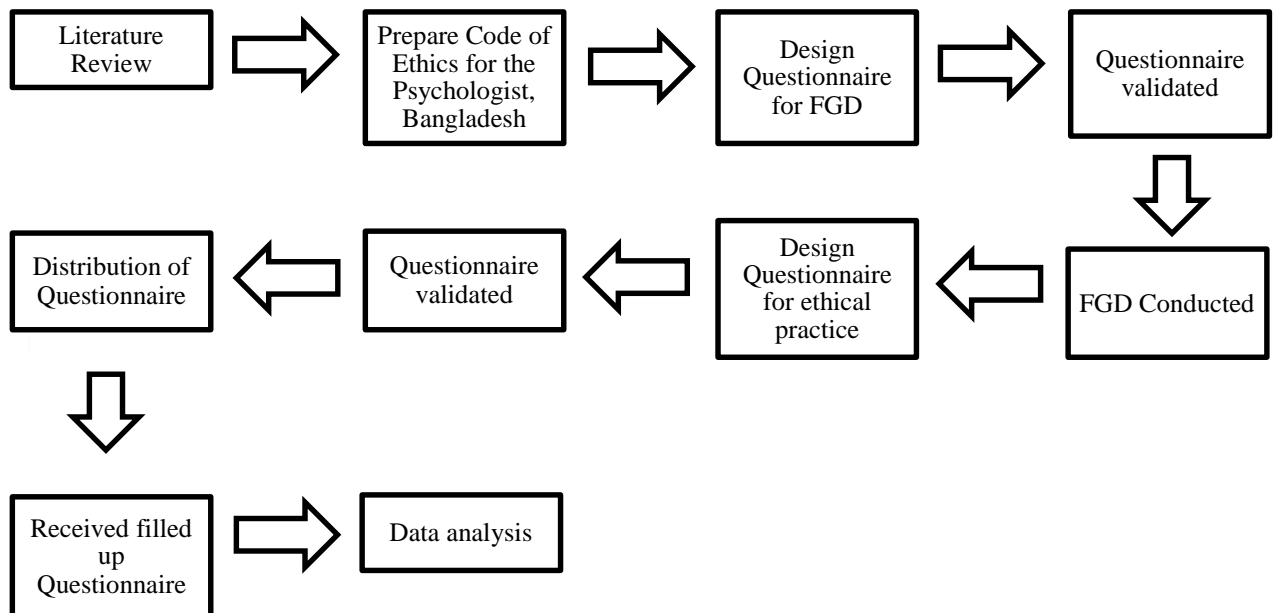 Literature
Review
Prepare Code of
Ethics for the
Psychologist,
Bangladesh
Design
Questionnaire
for FGD
Questionnaire
validated
FGD Conducted
Design
Questionnaire
for ethical
practice
Questionnaire
validated
Distribution of
Questionnaire
Received filled
up
Questionnaire
Data analysis